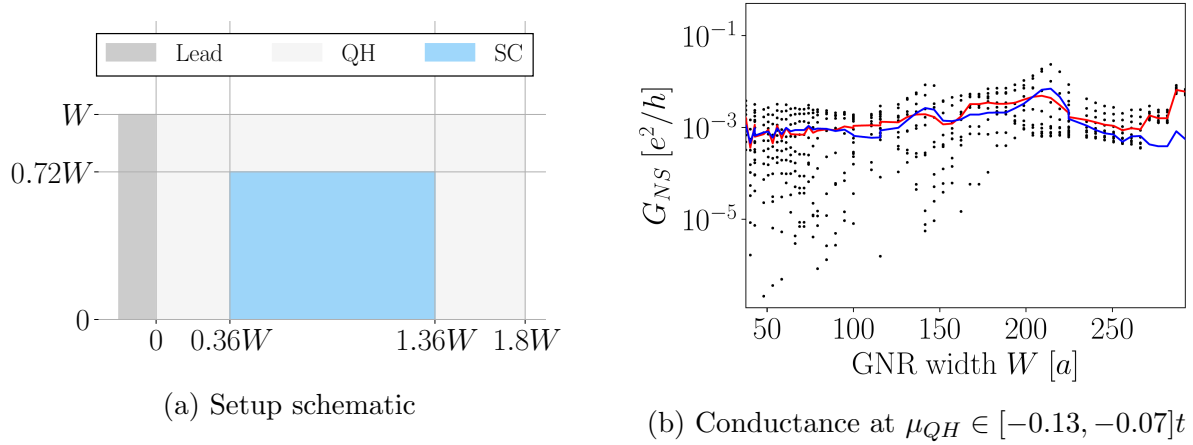 Lead QH SC
W
0.72W
0
0 0.36W 1.36W 1.8W
(a) Setup schematic
10^{-1}
10^{-3}
10^{-5}
G_{NS} [e^2/h]
50 100 150 200 250
GNR width W [a]
(b) Conductance at μ_{QH} ∈ [−0.13, −0.07]t